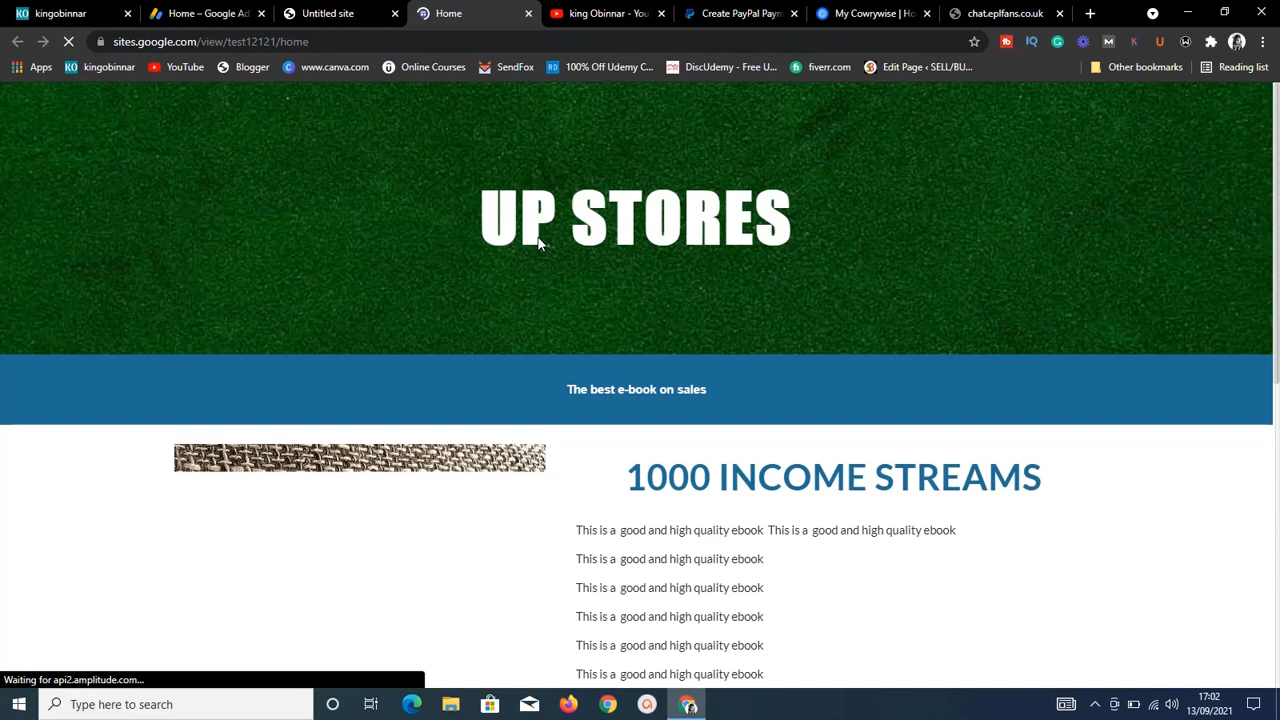 kingobinnar
Home – Google Ad
Untitled site
Home
king Obinnar - You
Create PayPal Paym
My Cowrywise | Ho
chat.eplfans.co.uk
sites.google.com/view/test12121/home
Apps
kingobinnar
YouTube
Blogger
www.canva.com
Online Courses
SendFox
100% Off Udemy C...
DiscUdemy - Free U...
fiverr.com
Edit Page ‹ SELL/BU...
Other bookmarks
Reading list
UP STORES
The best e-book on sales
1000 INCOME STREAMS
This is a good and high quality ebook This is a good and high quality ebook
This is a good and high quality ebook
This is a good and high quality ebook
This is a good and high quality ebook
This is a good and high quality ebook
This is a good and high quality ebook
Waiting for api2.amplitude.com...
Type here to search
17:02
13/09/2021